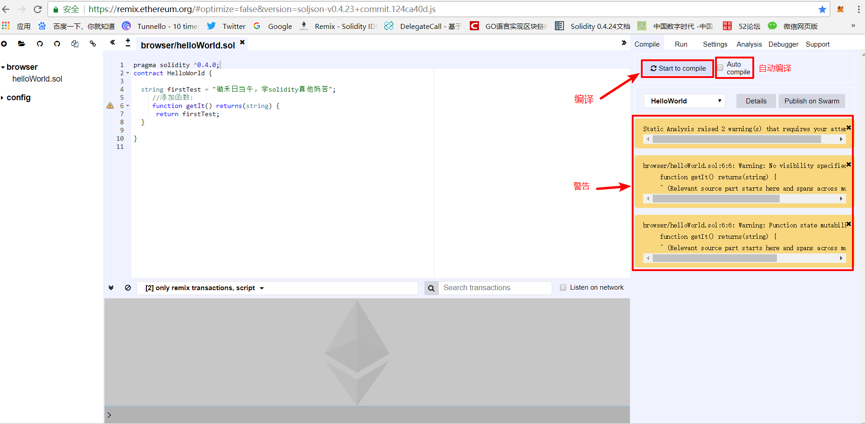 安全 https://remix.ethereum.org/#optimize=false&version=soljson-v0.4.23+commit.124ca40d.js
应用 百度一下，你就知道 Tunnello - 10 time Twitter Google Remix - Solidity ID DelegateCall - 基于 GO语言实现区块链 Solidity 0.4.24文档 中国数字时代 -中国 52论坛 微信网页版 »
« browser/helloWorld.sol × » Compile Run Settings Analysis Debugger Support
browser
helloWorld.sol
config
1 pragma solidity ^0.4.0;
2 contract HelloWorld {
3
4 string firstTest = "锄禾日当午，学solidity真他妈苦";
5 //添加函数:
6 function getIt() returns(string) {
7 return firstTest;
8 }
9
10 }
11
Start to compile Auto compile 自动编译
编译
HelloWorld Details Publish on Swarm
Static Analysis raised 2 warning(s) that requires your atte
browser/helloWorld.sol:6:6: Warning: No visibility specified
function getIt() returns(string) {
^ (Relevant source part starts here and spans across mu
警告
browser/helloWorld.sol:6:6: Warning: Function state mutabili
function getIt() returns(string) {
^ (Relevant source part starts here and spans across mu
[2] only remix transactions, script Search transactions Listen on network
>